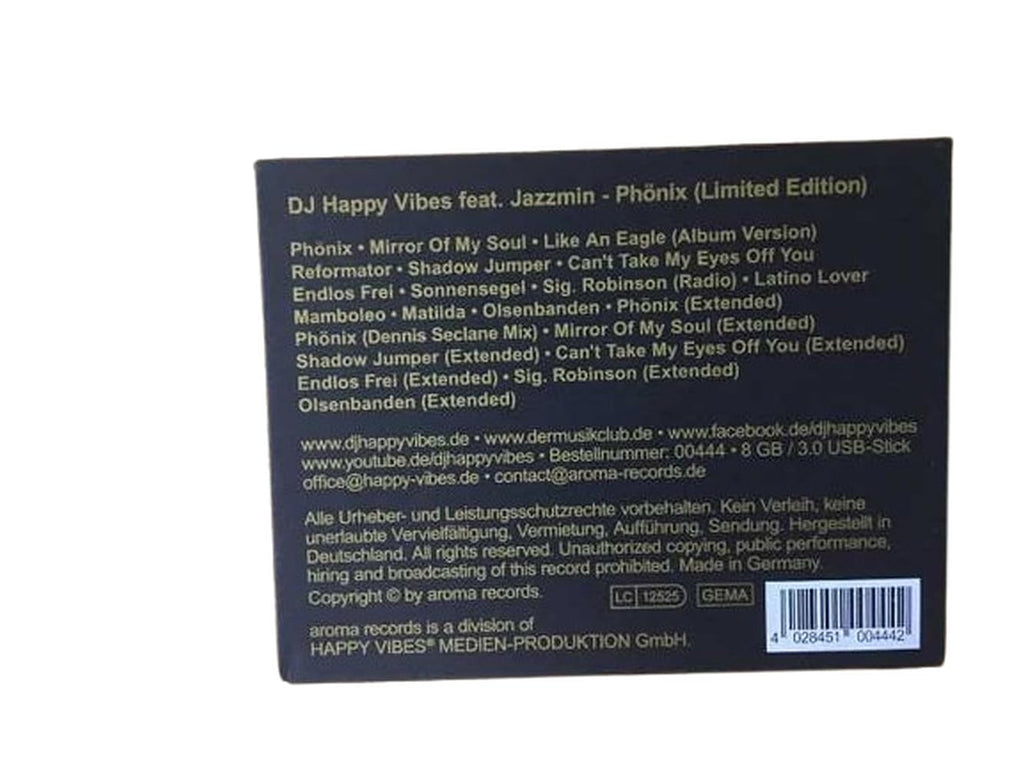 DJ Happy Vibes feat. Jazzmin - Phönix (Limited Edition)
Phönix • Mirror Of My Soul • Like An Eagle (Album Version)
Reformator • Shadow Jumper • Can't Take My Eyes Off You
Endlos Frei • Sonnensegel • Sig. Robinson (Radio) • Latino Lover
Mamboleo • Matilda • Olsenbanden • Phönix (Extended)
Phönix (Dennis Seclane Mix) • Mirror Of My Soul (Extended)
Shadow Jumper (Extended) • Can't Take My Eyes Off You (Extended)
Endlos Frei (Extended) • Sig. Robinson (Extended)
Olsenbanden (Extended)
www.djhappyvibes.de • www.dermusikclub.de • www.facebook.de/djhappyvibes
www.youtube.de/djhappyvibes • Bestellnummer: 00444 • 8 GB / 3.0 USB-Stick
office@happy-vibes.de • contact@aroma-records.de
Alle Urheber- und Leistungsschutzrechte vorbehalten. Kein Verleih, keine
unerlaubte Vervielfältigung, Vermietung, Aufführung, Sendung. Hergestellt in
Deutschland. All rights reserved. Unauthorized copying, public performance,
hiring and broadcasting of this record prohibited. Made in Germany.
Copyright © by aroma records.
LC 12525 GEMA
aroma records is a division of
HAPPY VIBES® MEDIEN-PRODUKTION GmbH.
4 028451 004442